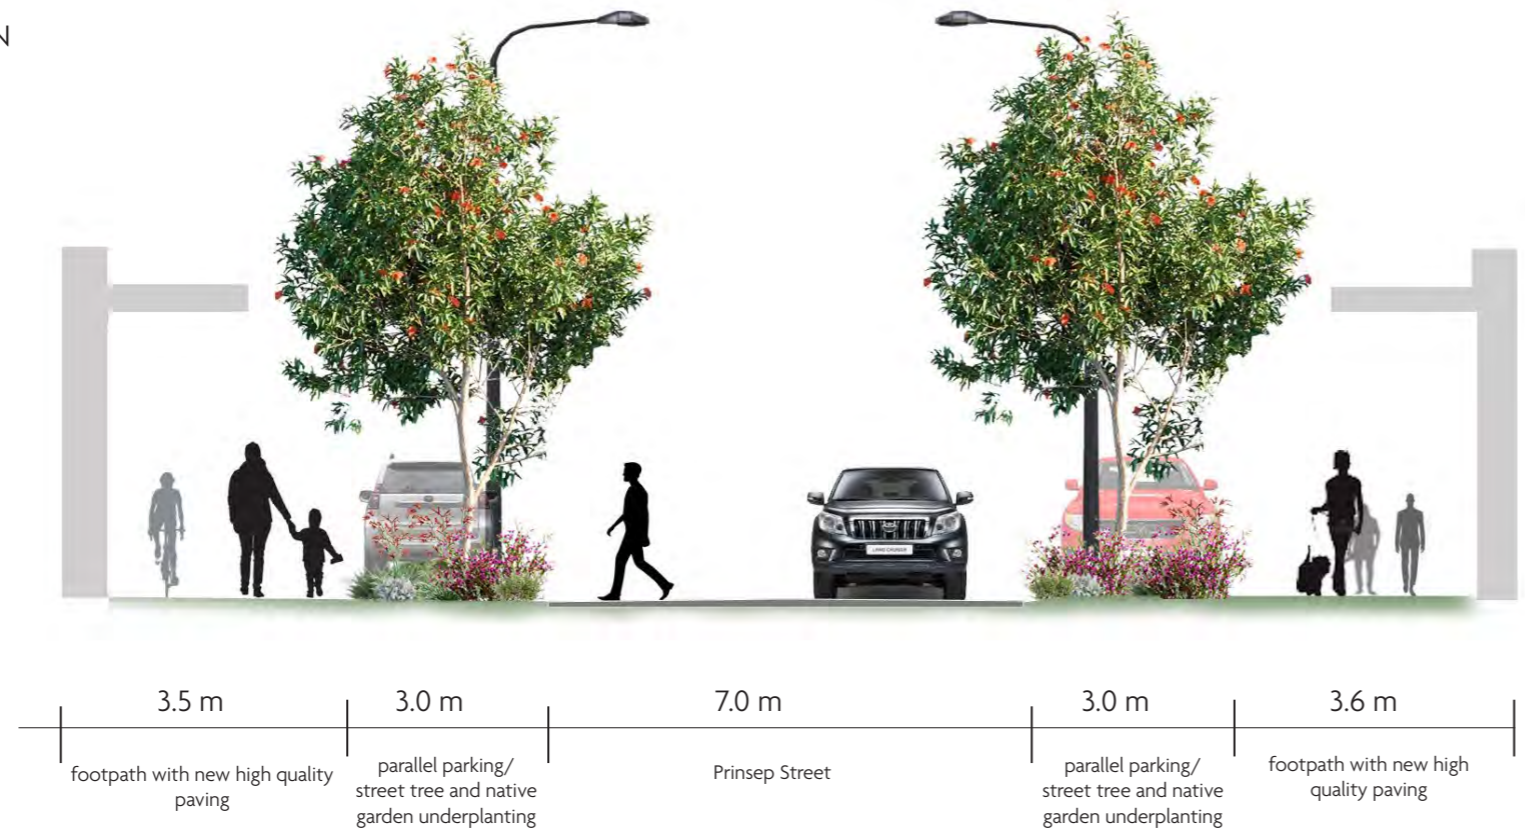 N
LAND CRUISER
3.5 m
3.0 m
7.0 m
3.0 m
3.6 m
footpath with new high quality
paving
parallel parking/
street tree and native
garden underplanting
Prinsep Street
parallel parking/
street tree and native
garden underplanting
footpath with new high
quality paving